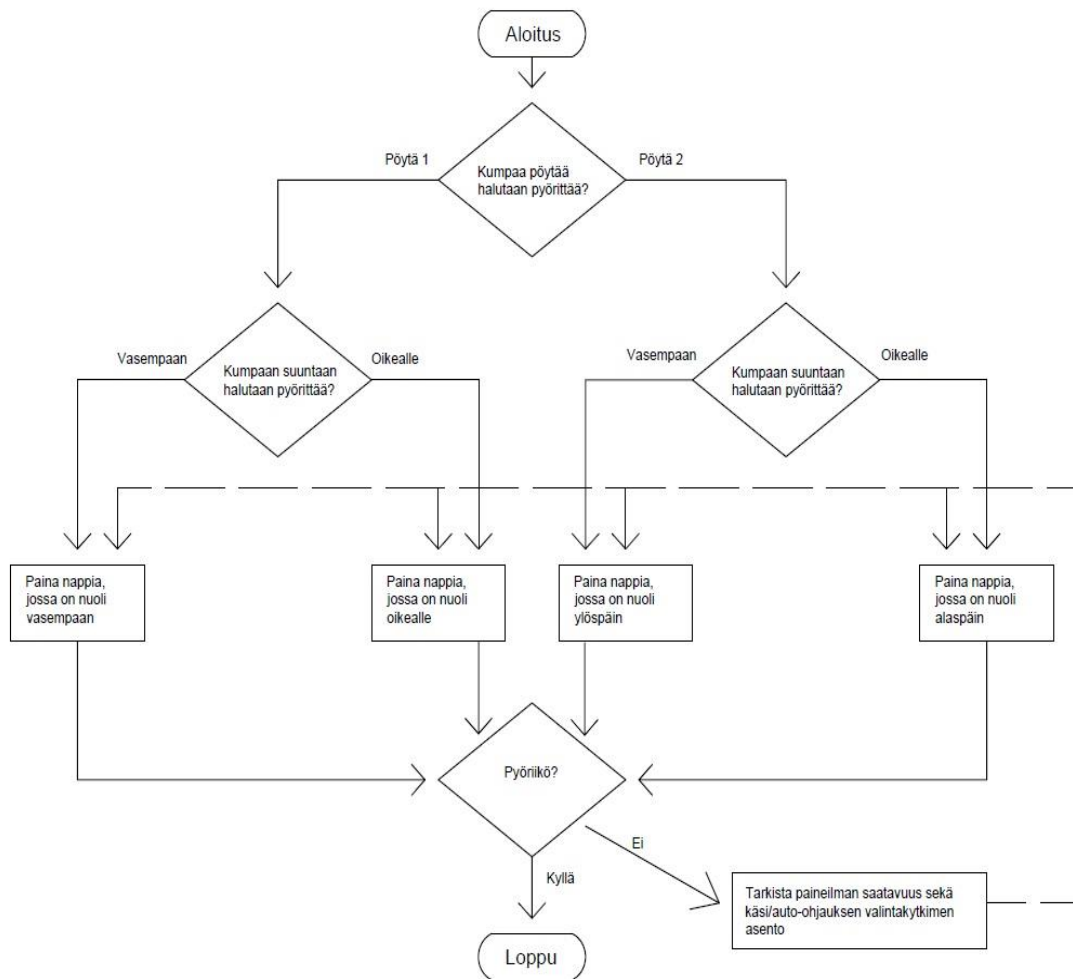 Aloitus
Pöytä 1
Kumpaa pöytää
halutaan pyörittää?
Pöytä 2
Vasempaan
Kumpaan suuntaan
halutaan pyörittää?
Oikealle
Vasempaan
Kumpaan suuntaan
halutaan pyörittää?
Oikealle
Paina nappia,
jossa on nuoli
vasempaan
Paina nappia,
jossa on nuoli
oikealle
Paina nappia,
jossa on nuoli
ylöspäin
Paina nappia,
jossa on nuoli
alaspäin
Pyöriikö?
Ei
Kyllä
Tarkista paineilman saatavuus sekä
käsi/auto-ohjauksen valintakytkimen
asento
Loppu